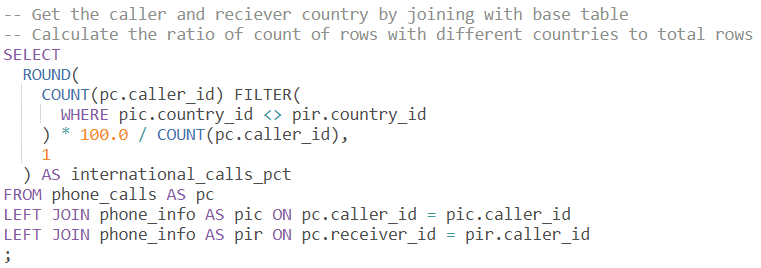 -- Get the caller and reciever country by joining with base table
-- Calculate the ratio of count of rows with different countries to total rows
SELECT
  ROUND(
    COUNT(pc.caller_id) FILTER(
      WHERE pic.country_id <> pir.country_id
    ) * 100.0 / COUNT(pc.caller_id),
    1
  ) AS international_calls_pct
FROM phone_calls AS pc
LEFT JOIN phone_info AS pic ON pc.caller_id = pic.caller_id
LEFT JOIN phone_info AS pir ON pc.receiver_id = pir.caller_id
;